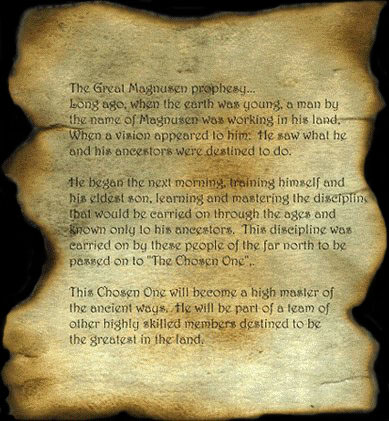 The Great Magnusen prophesy...
Long ago, when the earth was young, a man by
the name of Magnusen was working in his land,
When a vision appeared to him: He saw what he
and his ancestors were destined to do.
He began the next morning, training himself and
his eldest son, learning and mastering the discipline
that would be carried on through the ages and
known only to his ancestors. This discipline was
carried on by these people of the far north to be
passed on to "The Chosen One",.
This Chosen One will become a high master of
the ancient ways. He will be part of a team of
other highly skilled members destined to be
the greatest in the land.